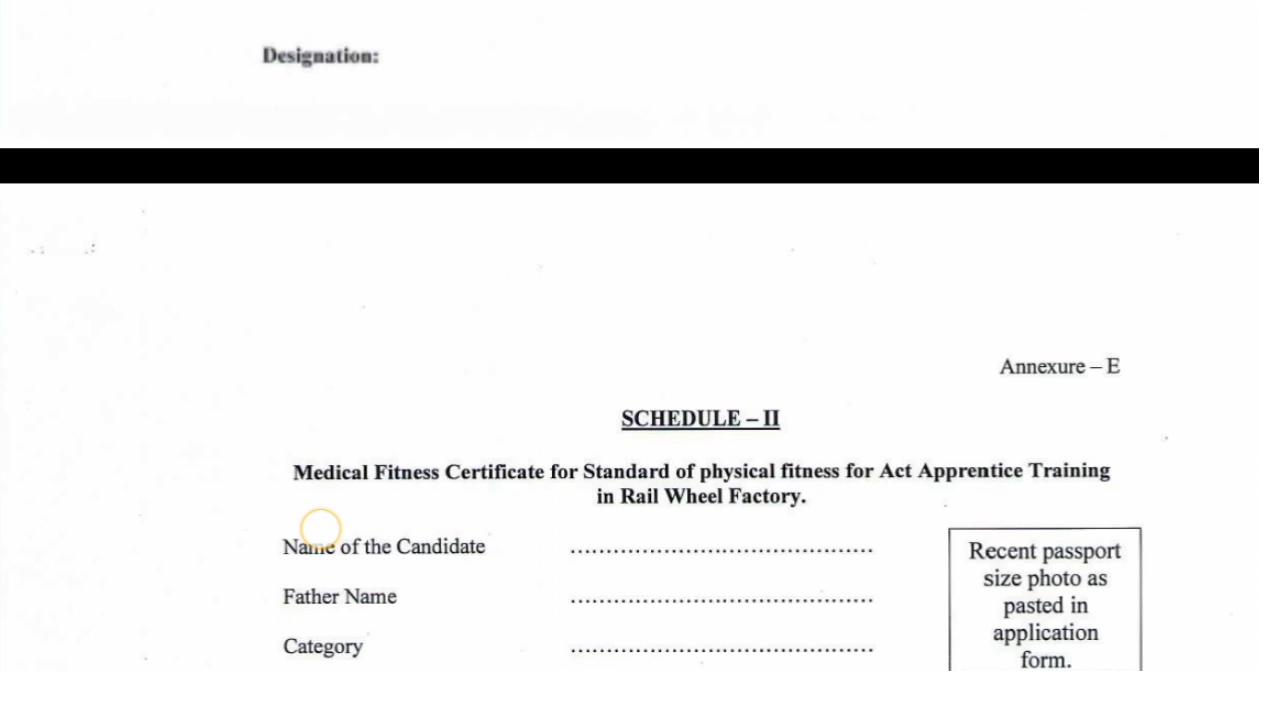 Designation:
Annexure – E
SCHEDULE – II
Medical Fitness Certificate for Standard of physical fitness for Act Apprentice Training
in Rail Wheel Factory.
Name of the Candidate ..........................................
Father Name ..........................................
Category ..........................................
Recent passport
size photo as
pasted in
application
form.